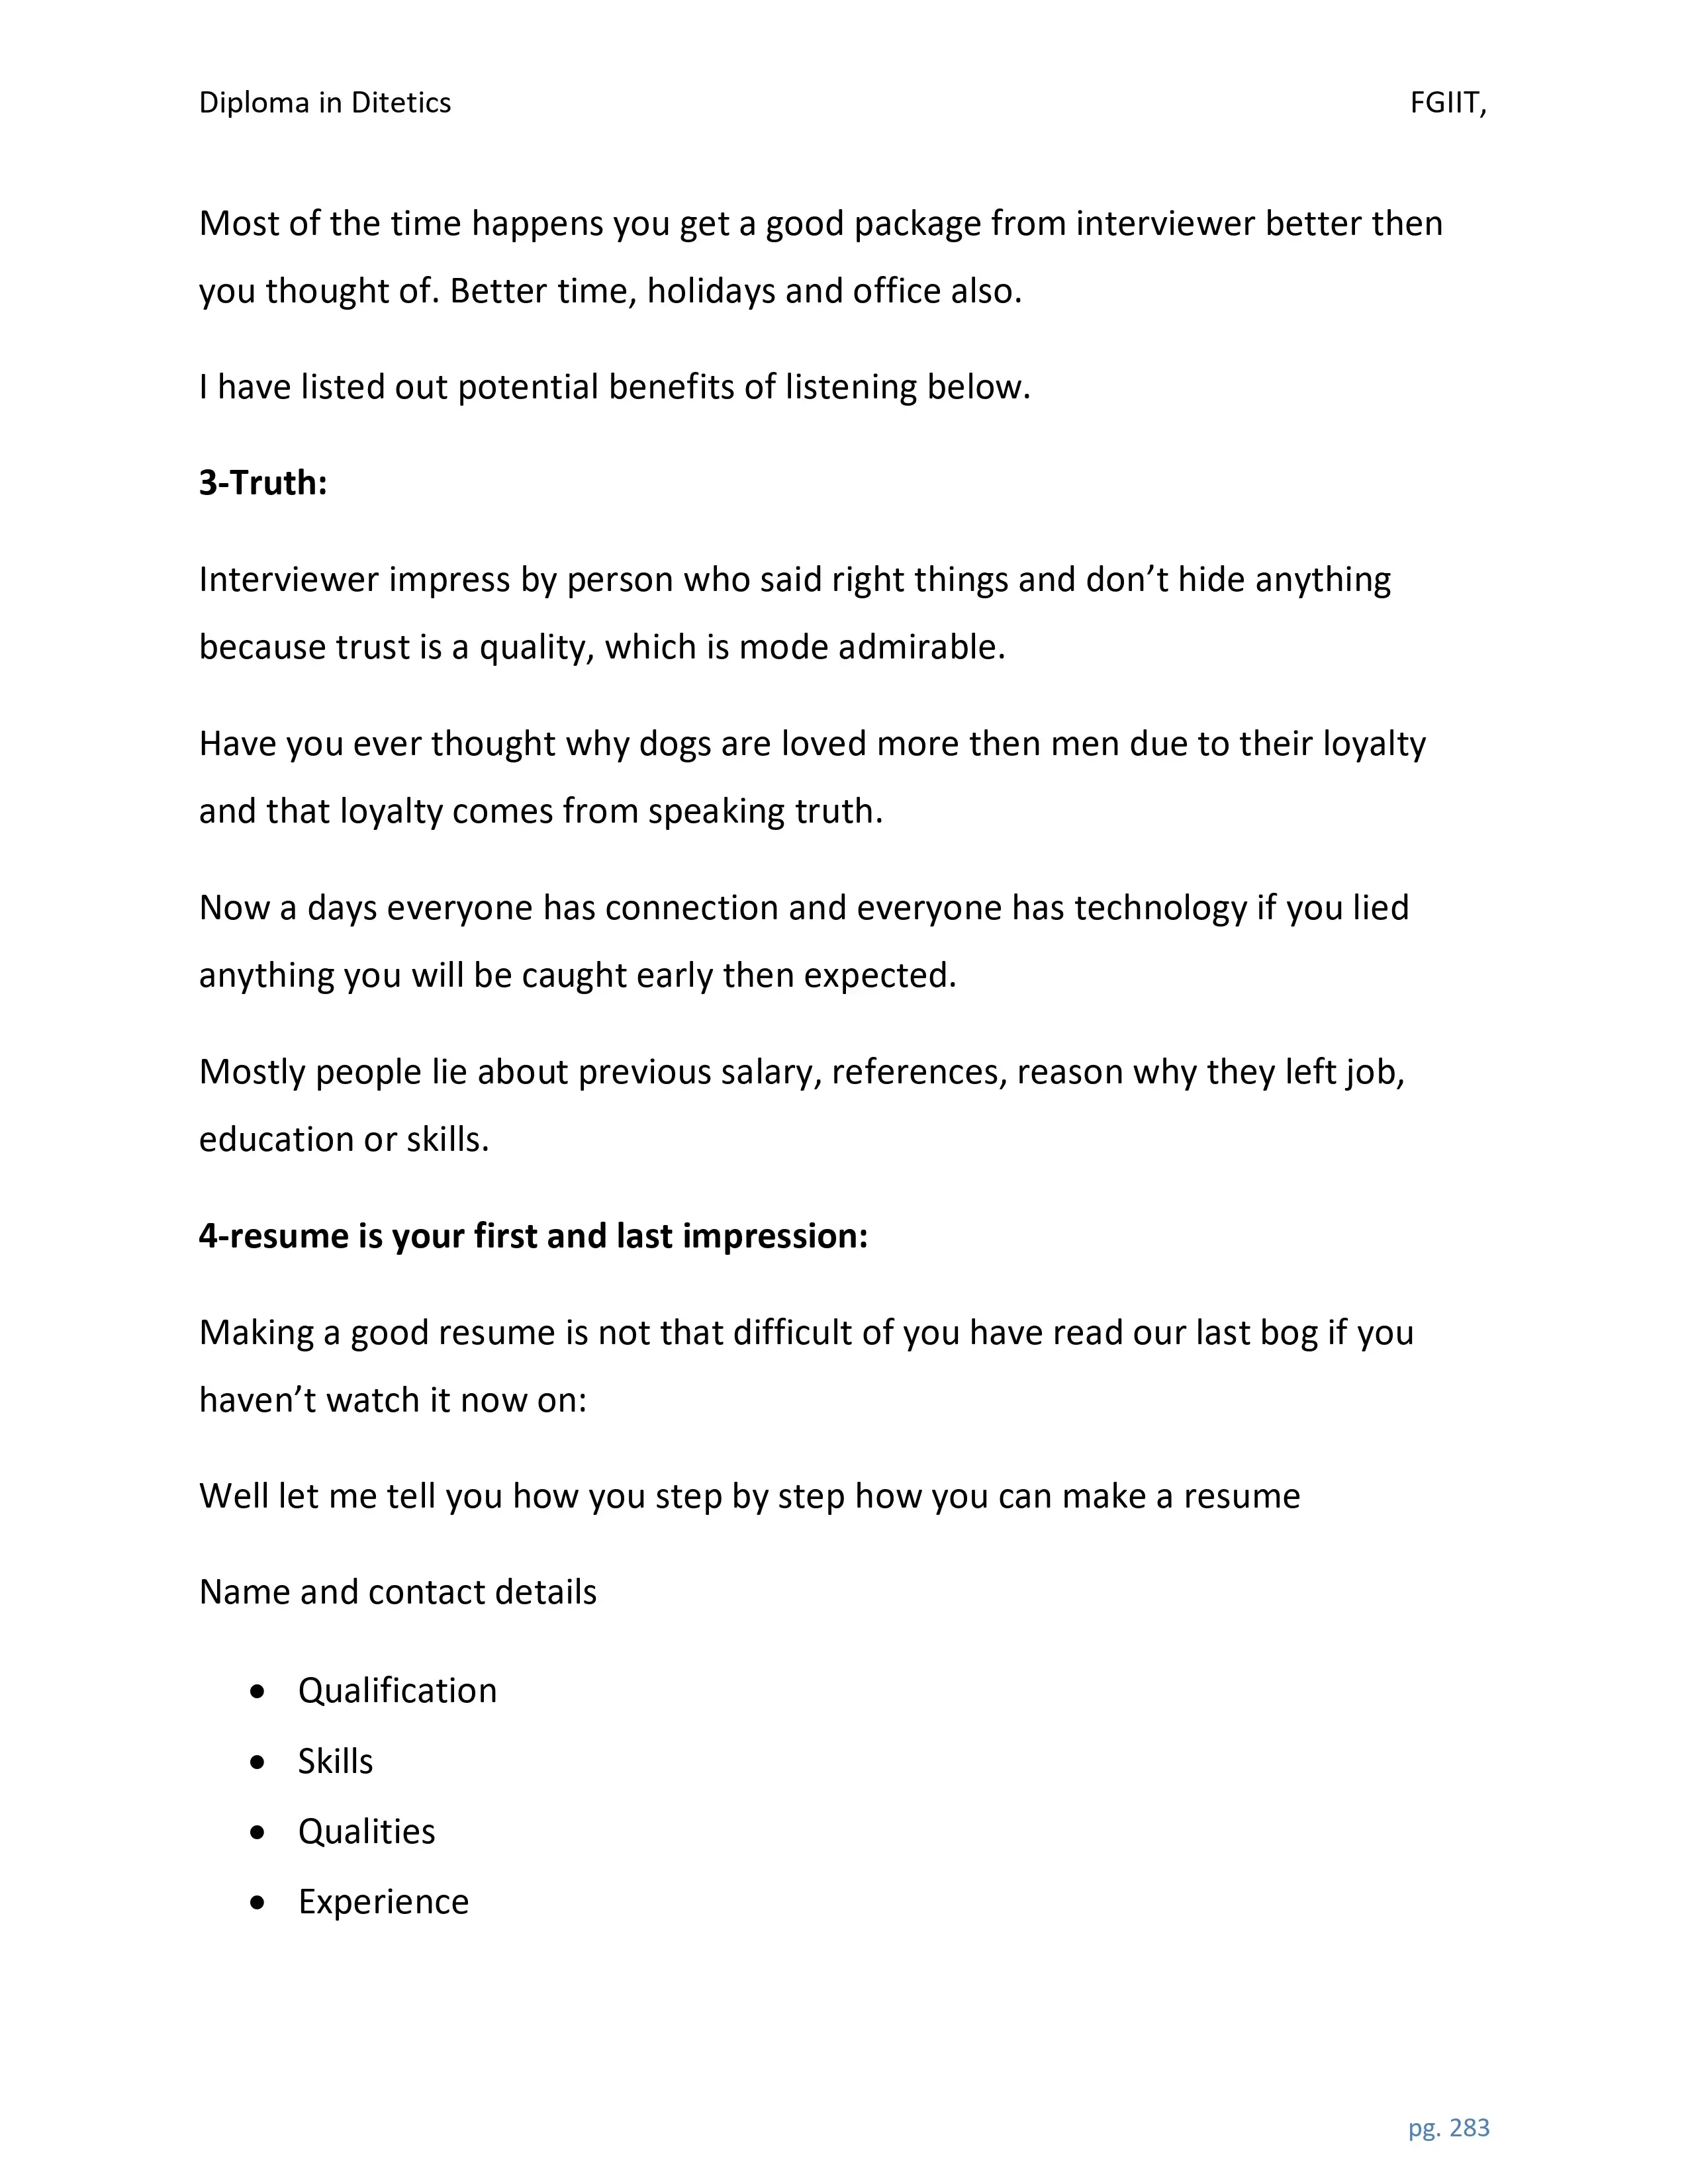 Diploma in Ditetics FGIIT,
Most of the time happens you get a good package from interviewer better then
you thought of. Better time, holidays and office also.
I have listed out potential benefits of listening below.
3-Truth:
Interviewer impress by person who said right things and don’t hide anything
because trust is a quality, which is mode admirable.
Have you ever thought why dogs are loved more then men due to their loyalty
and that loyalty comes from speaking truth.
Now a days everyone has connection and everyone has technology if you lied
anything you will be caught early then expected.
Mostly people lie about previous salary, references, reason why they left job,
education or skills.
4-resume is your first and last impression:
Making a good resume is not that difficult of you have read our last bog if you
haven’t watch it now on:
Well let me tell you how you step by step how you can make a resume
Name and contact details
• Qualification
• Skills
• Qualities
• Experience
pg. 283